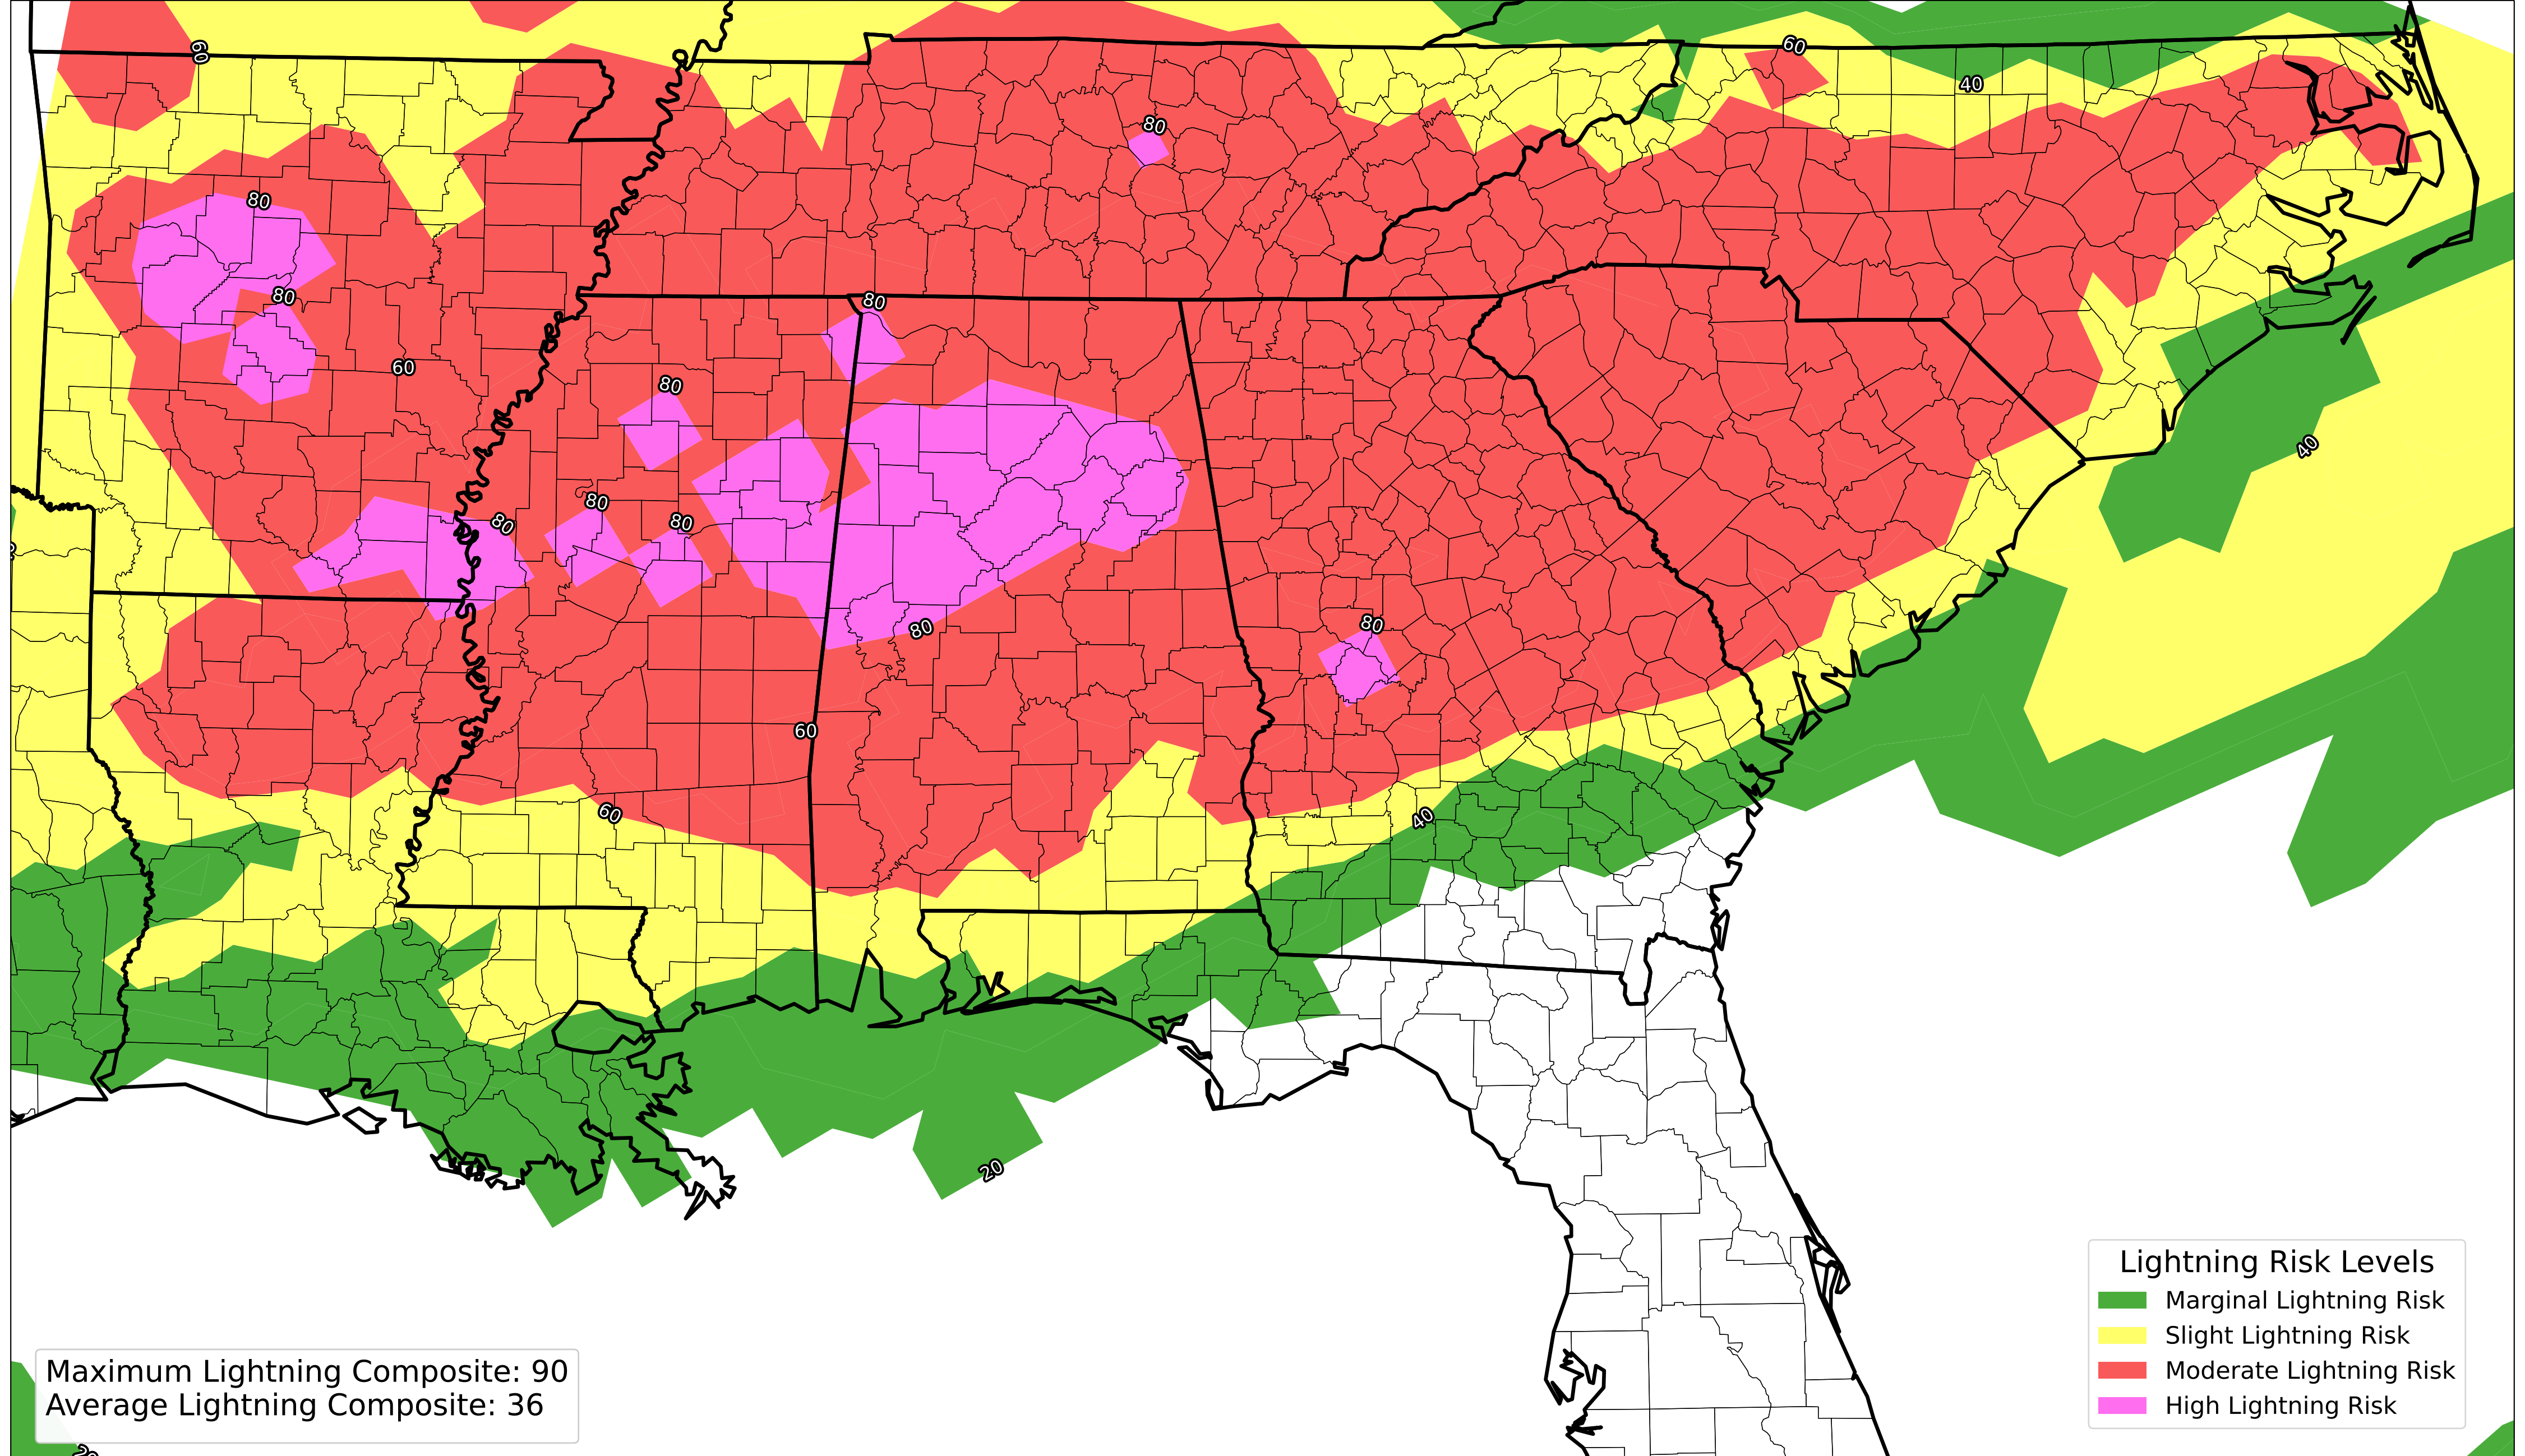 60
60
40
80
80
80
80
60
80
40
80
80
80
80
80
60
60
40
20
Lightning Risk Levels
Marginal Lightning Risk
Slight Lightning Risk
Moderate Lightning Risk
High Lightning Risk
Maximum Lightning Composite: 90
Average Lightning Composite: 36